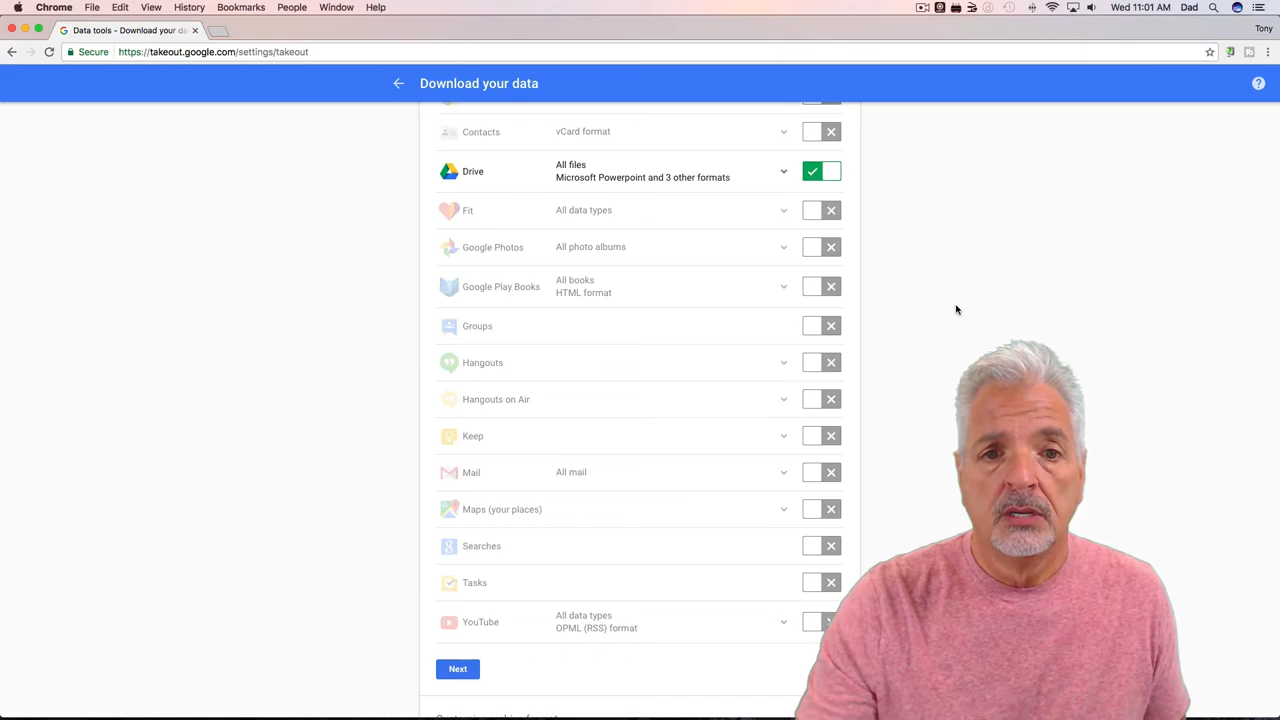 Chrome File Edit View History Bookmarks People Window Help Wed 11:01 AM Dad
Data tools - Download your da
Tony
Secure https://takeout.google.com/settings/takeout
Download your data
Contacts vCard format
Drive All files
Microsoft Powerpoint and 3 other formats
Fit All data types
Google Photos All photo albums
Google Play Books All books
HTML format
Groups
Hangouts
Hangouts on Air
Keep
Mail All mail
Maps (your places)
Searches
Tasks
YouTube All data types
OPML (RSS) format
Next